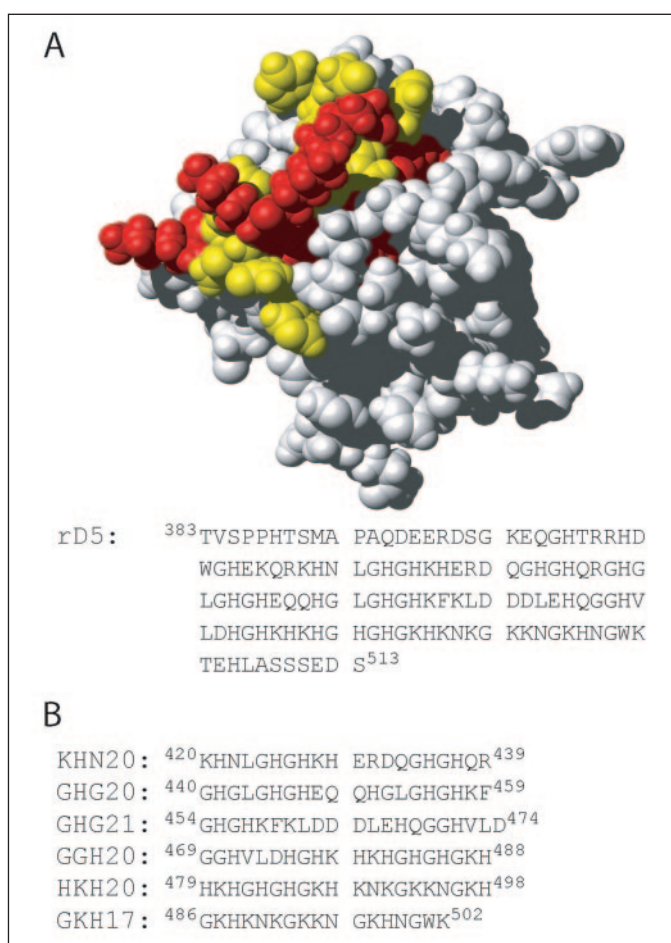 A
rD5: 383TVSPPHTSMA PAQDEERDSG KEQGHTRRHD
WGHEKQRKHN LGHGHKHERD QGHGHQRGHG
LGHGHEQQHG LGHGHKFKLD DDLEHQGGHV
LDHGHKHKHG HGHGKHKNKG KKNGKHNGWK
TEHLASSSED S513
B
KHN20: 420KHNLGHGHKH ERDQGHGHQR439
GHG20: 440GHGLGHGHEQ QHGLGHGHKF459
GHG21: 454GHGHKFKLDD DLEHQGGHVLD474
GGH20: 469GGHVLDHGHK HKHGHGHGKH488
HKH20: 479HKHGHGHGKH KNKGKKNGKH498
GKH17: 486GKHKNKGKKN GKHNGWK502